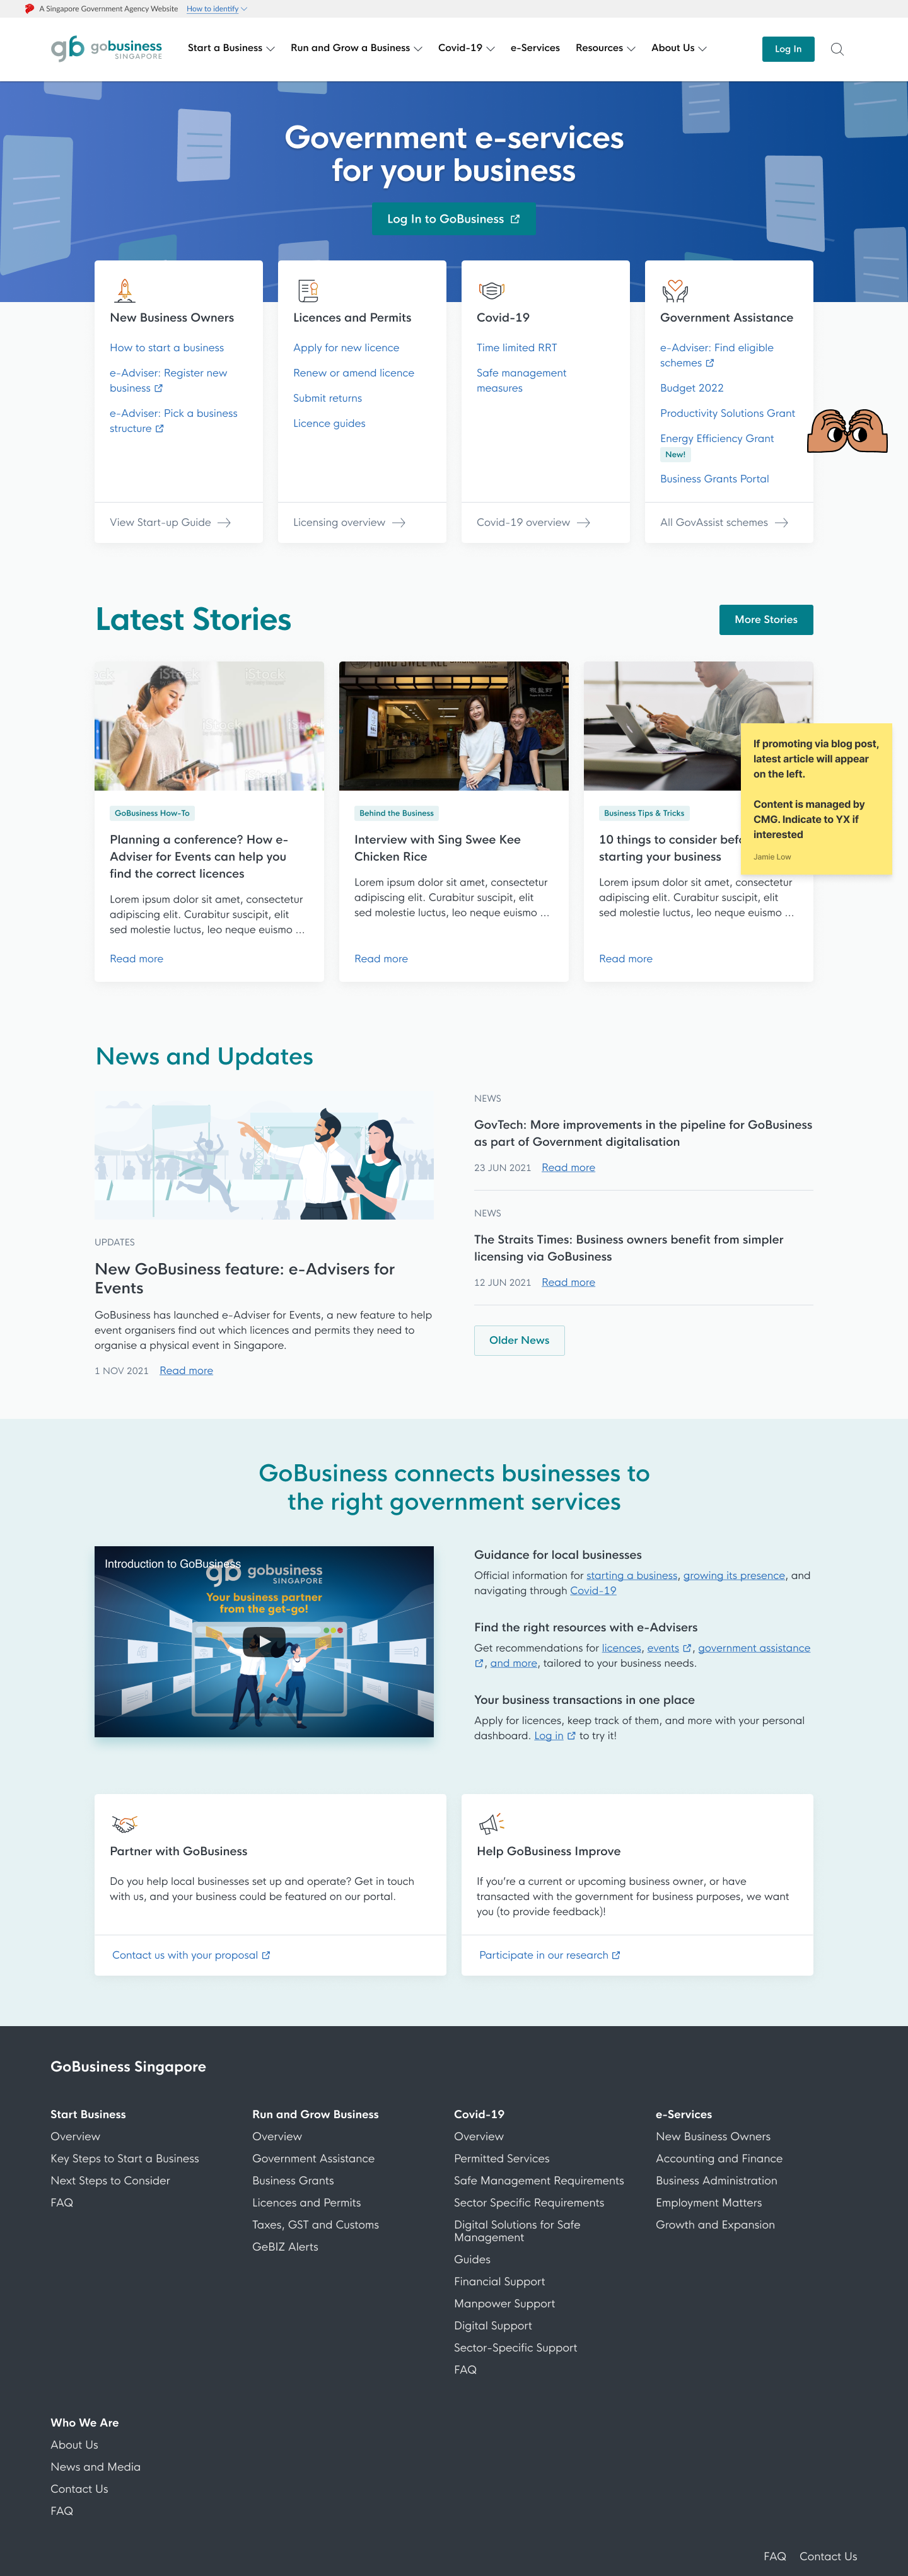 A Singapore Government Agency Website How to identify
gb gobusiness
SINGAPORE
Start a Business Run and Grow a Business Covid-19 e-Services Resources About Us
Log In
Government e-services
for your business
Log In to GoBusiness
New Business Owners
How to start a business
e-Adviser: Register new
business
e-Adviser: Pick a business
structure
View Start-up Guide
Licences and Permits
Apply for new licence
Renew or amend licence
Submit returns
Licence guides
Licensing overview
Covid-19
Time limited RRT
Safe management
measures
Covid-19 overview
Government Assistance
e-Adviser: Find eligible
schemes
Budget 2022
Productivity Solutions Grant
Energy Efficiency Grant
New!
Business Grants Portal
All GovAssist schemes
Latest Stories
More Stories
iStock
iStock
GoBusiness How-To
Planning a conference? How e-
Adviser for Events can help you
find the correct licences
Lorem ipsum dolor sit amet, consectetur
adipiscing elit. Curabitur suscipit, elit
sed molestie luctus, leo neque euismo ...
Read more
SING SWEE KEE
Behind the Business
Interview with Sing Swee Kee
Chicken Rice
Lorem ipsum dolor sit amet, consectetur
adipiscing elit. Curabitur suscipit, elit
sed molestie luctus, leo neque euismo ...
Read more
Business Tips & Tricks
10 things to consider bef
starting your business
Lorem ipsum dolor sit amet, consectetur
adipiscing elit. Curabitur suscipit, elit
sed molestie luctus, leo neque euismo ...
Read more
If promoting via blog post,
latest article will appear
on the left.
Content is managed by
CMG. Indicate to YX if
interested
Jamie Low
News and Updates
UPDATES
New GoBusiness feature: e-Advisers for
Events
GoBusiness has launched e-Adviser for Events, a new feature to help
event organisers find out which licences and permits they need to
organise a physical event in Singapore.
1 NOV 2021 Read more
NEWS
GovTech: More improvements in the pipeline for GoBusiness
as part of Government digitalisation
23 JUN 2021 Read more
NEWS
The Straits Times: Business owners benefit from simpler
licensing via GoBusiness
12 JUN 2021 Read more
Older News
GoBusiness connects businesses to
the right government services
Introduction to GoBusiness
gb gobusiness
SINGAPORE
Your business partner
from the get-go!
Guidance for local businesses
Official information for starting a business, growing its presence, and
navigating through Covid-19
Find the right resources with e-Advisers
Get recommendations for licences, events , government assistance
, and more, tailored to your business needs.
Your business transactions in one place
Apply for licences, keep track of them, and more with your personal
dashboard. Log in to try it!
Partner with GoBusiness
Do you help local businesses set up and operate? Get in touch
with us, and your business could be featured on our portal.
Contact us with your proposal
Help GoBusiness Improve
If you're a current or upcoming business owner, or have
transacted with the government for business purposes, we want
you (to provide feedback)!
Participate in our research
GoBusiness Singapore
Start Business
Overview
Key Steps to Start a Business
Next Steps to Consider
FAQ
Run and Grow Business
Overview
Government Assistance
Business Grants
Licences and Permits
Taxes, GST and Customs
GeBIZ Alerts
Covid-19
Overview
Permitted Services
Safe Management Requirements
Sector Specific Requirements
Digital Solutions for Safe
Management
Guides
Financial Support
Manpower Support
Digital Support
Sector-Specific Support
FAQ
e-Services
New Business Owners
Accounting and Finance
Business Administration
Employment Matters
Growth and Expansion
Who We Are
About Us
News and Media
Contact Us
FAQ
FAQ Contact Us